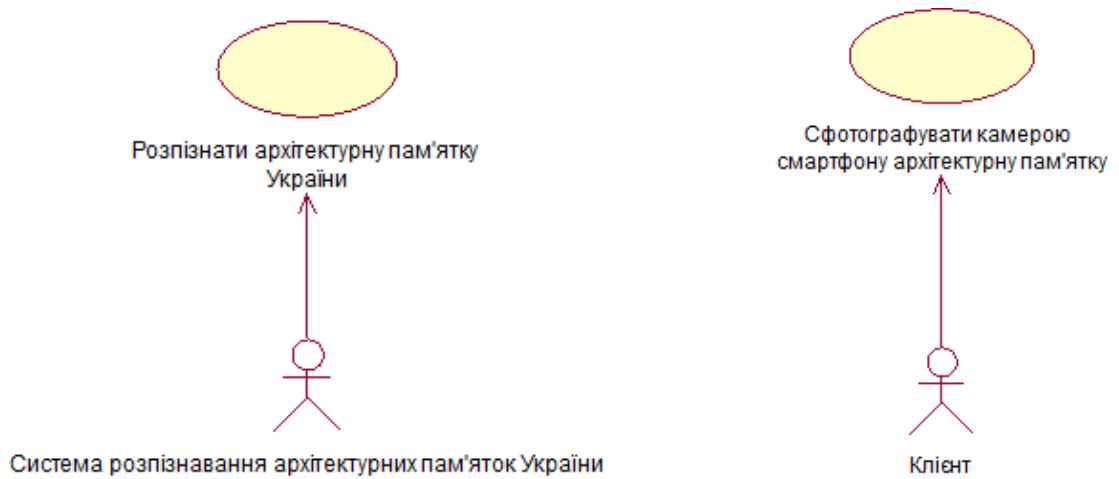 Розпізнати архітектурну пам'ятку
України
Сфотографувати камерою
смартфону архітектурну пам'ятку
Система розпізнавання архітектурних пам'яток України
Клієнт